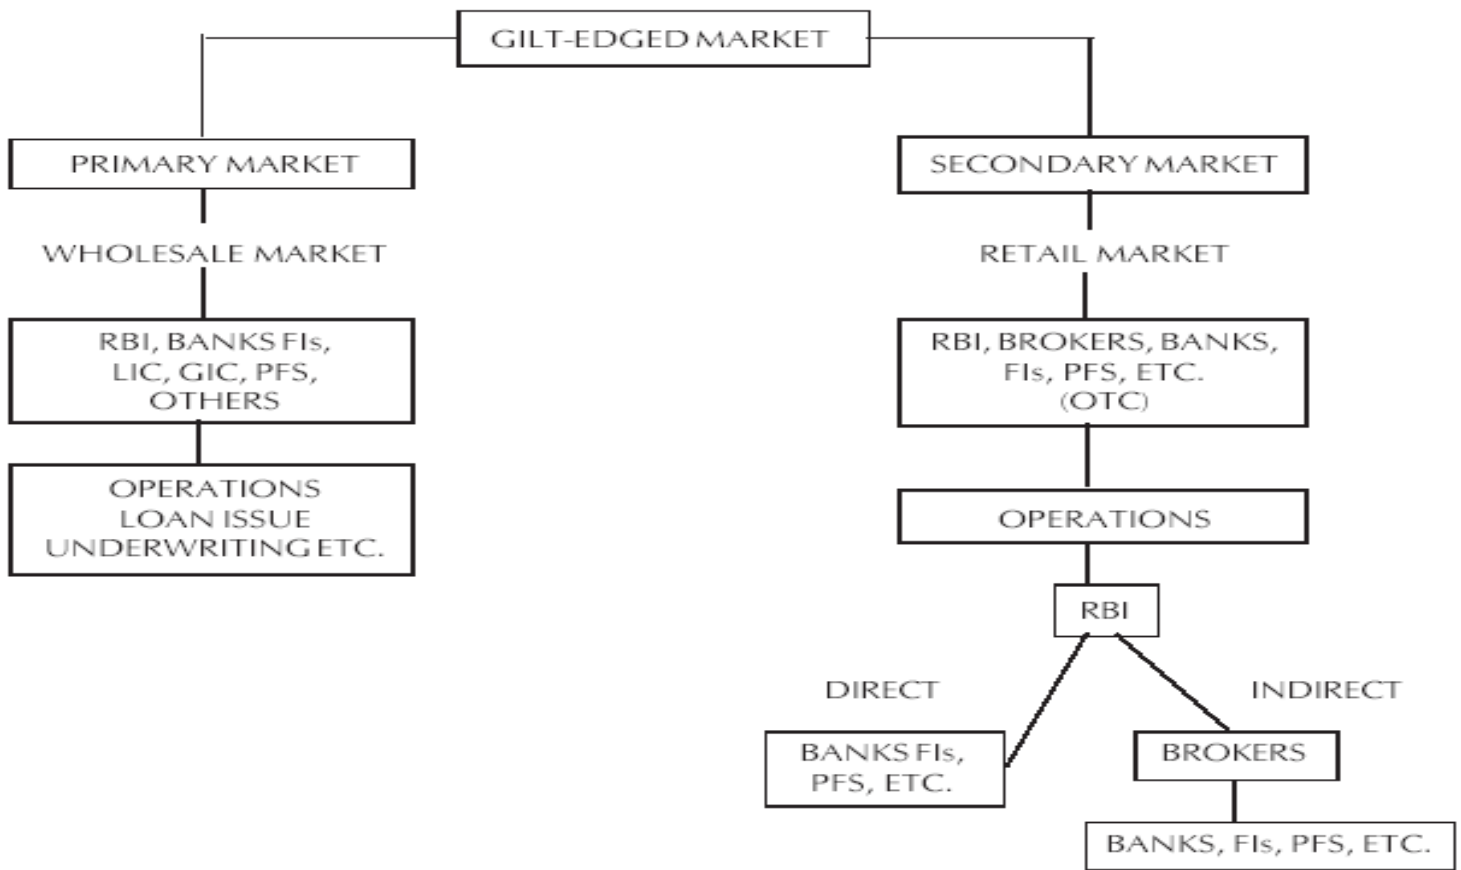 GILT-EDGED MARKET
PRIMARY MARKET
WHOLESALE MARKET
RBI, BANKS FIs,
LIC, GIC, PFS,
OTHERS
OPERATIONS
LOAN ISSUE
UNDERWRITING ETC.
SECONDARY MARKET
RETAIL MARKET
RBI, BROKERS, BANKS,
FIs, PFS, ETC.
(OTC)
OPERATIONS
RBI
DIRECT
INDIRECT
BANKS FIs,
PFS, ETC.
BROKERS
BANKS, FIs, PFS, ETC.